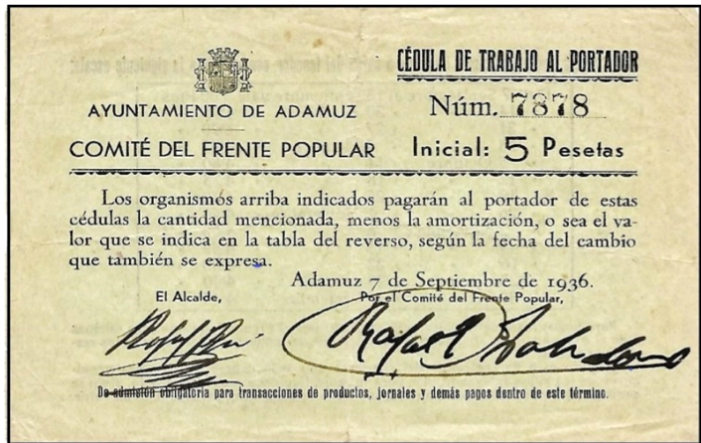 CÉDULA DE TRABAJO AL PORTADOR
AYUNTAMIENTO DE ADAMUZ
Núm. 7878
COMITÉ DEL FRENTE POPULAR
Inicial: 5 Pesetas
Los organismos arriba indicados pagarán al portador de estas
cédulas la cantidad mencionada, menos la amortización, o sea el va-
lor que se indica en la tabla del reverso, según la fecha del cambio
que también se expresa.
Adamuz 7 de Septiembre de 1936.
El Alcalde,
Por el Comité del Frente Popular,
Rafael
De admisión obligatoria para transacciones de productos, jornales y demás pagos dentro de este término.